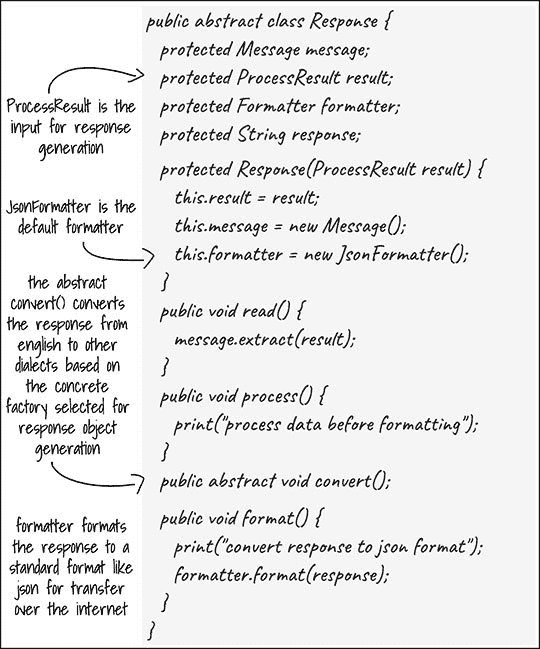 public abstract class Response {
protected Message message;
protected ProcessResult result;
protected Formatter formatter;
protected String response;
protected Response(ProcessResult result) {
this.result = result;
this.message = new Message();
this.formatter = new JsonFormatter();
}
public void read() {
message.extract(result);
}
public void process() {
print("process data before formatting");
}
public abstract void convert();
public void format() {
print("convert response to json format");
formatter.format(response);
}
}
ProcessResult is the
input for response
generation
JsonFormatter is the
default formatter
the abstract
convert() converts
the response from
english to other
dialects based on
the concrete
factory selected for
response object
generation
formatter formats
the response to a
standard format like
json for transfer
over the internet